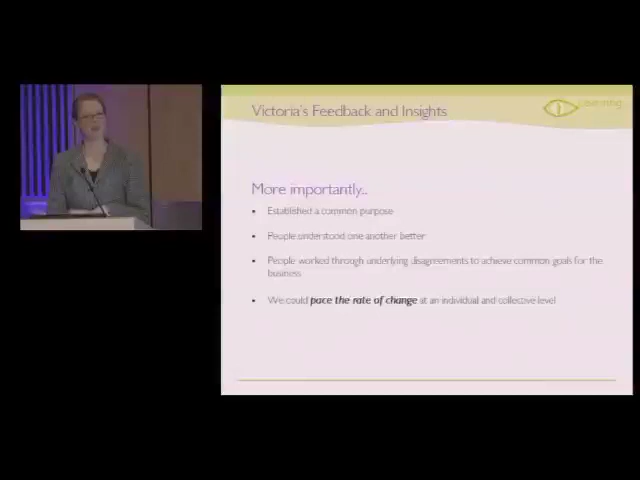 Victoria's Feedback and Insights
Learning
More importantly..
• Established a common purpose
• People understood one another better
• People worked through underlying disagreements to achieve common goals for the
business
• We could pace the rate of change at an individual and collective level